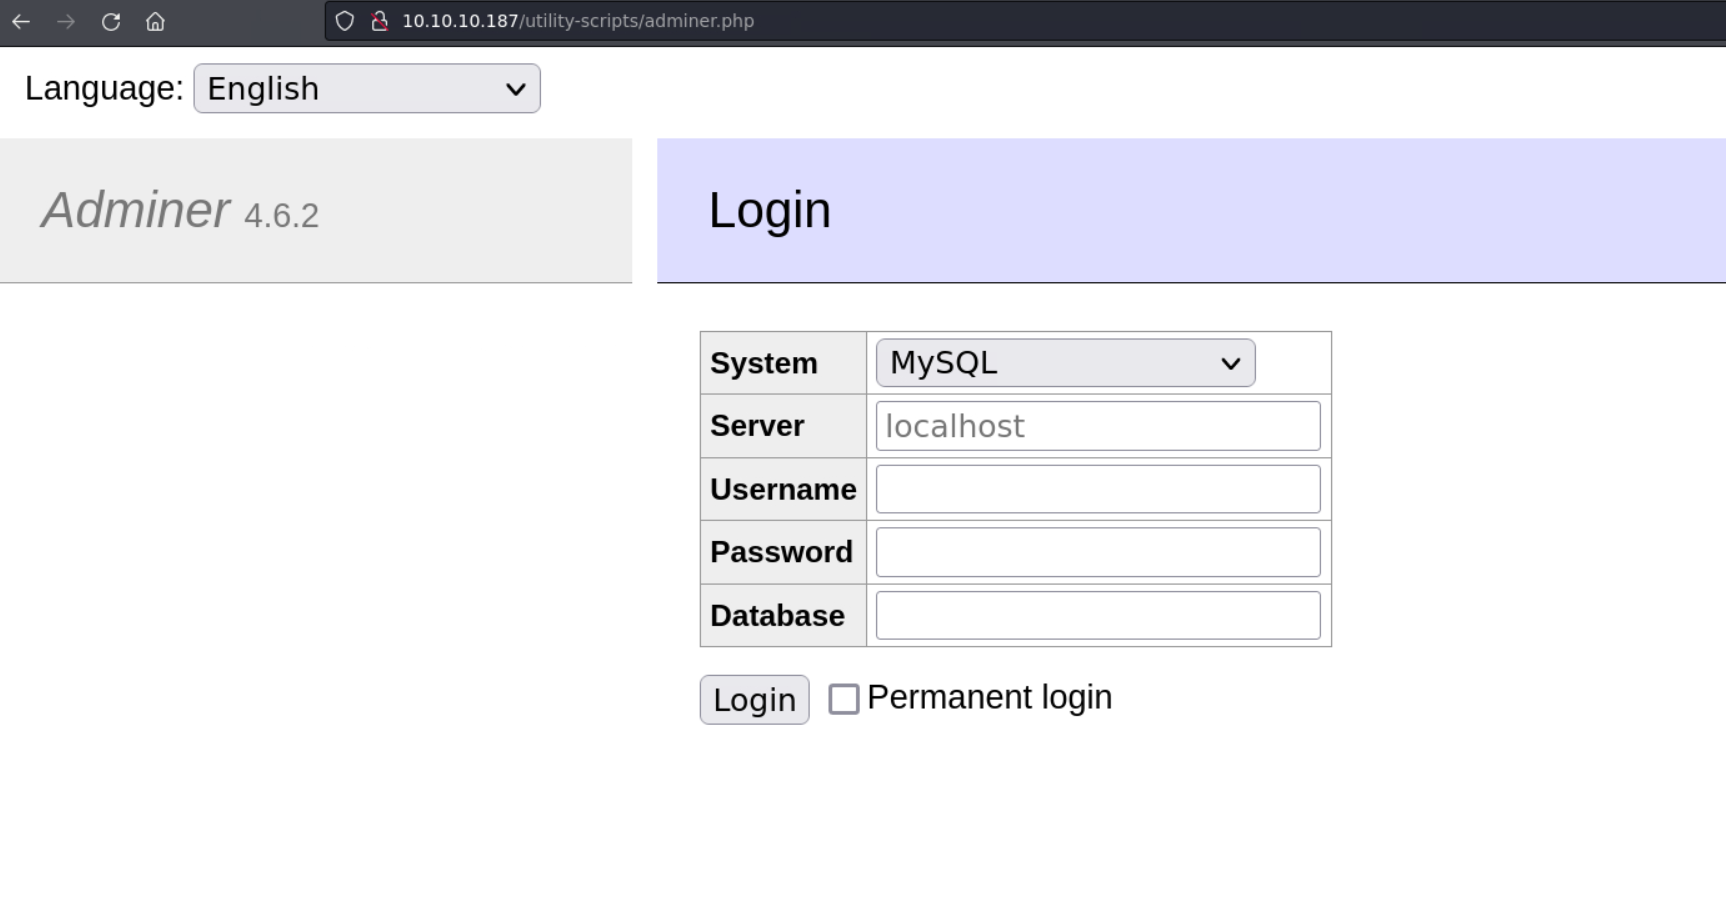 10.10.10.187/utility-scripts/adminer.php
Language: English
Adminer 4.6.2
Login
System MySQL
Server localhost
Username
Password
Database
Login Permanent login